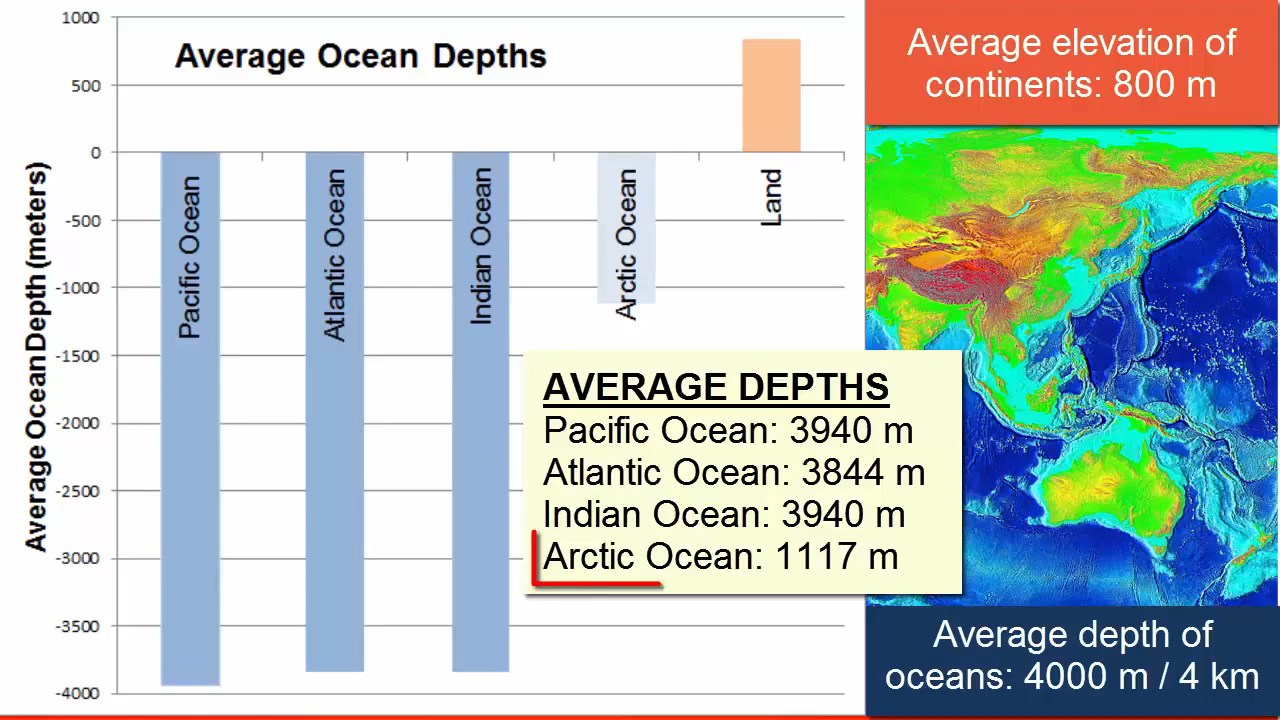 Average Ocean Depths
Average Ocean Depth (meters)
1000
500
0
-500
-1000
-1500
-2000
-2500
-3000
-3500
-4000
Pacific Ocean
Atlantic Ocean
Indian Ocean
Arctic Ocean
Land
AVERAGE DEPTHS
Pacific Ocean: 3940 m
Atlantic Ocean: 3844 m
Indian Ocean: 3940 m
Arctic Ocean: 1117 m
Average elevation of
continents: 800 m
Average depth of
oceans: 4000 m / 4 km